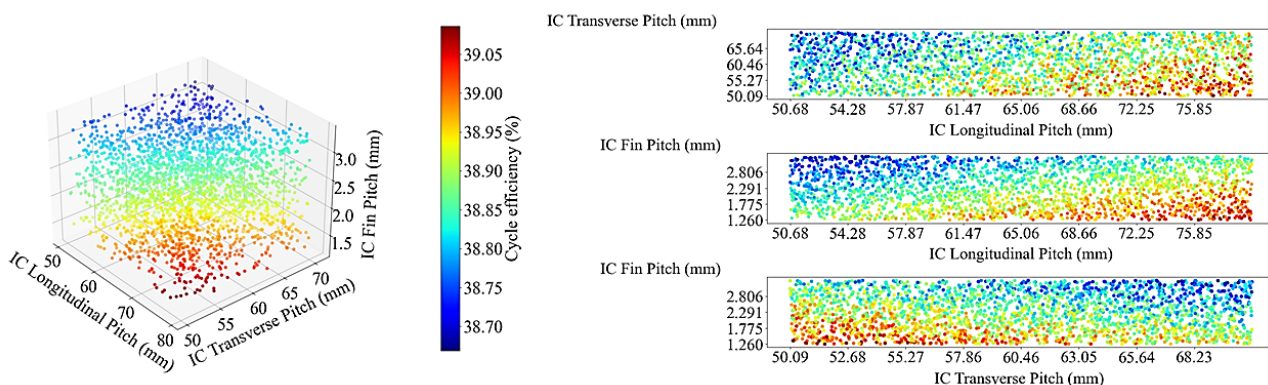 3.0
2.5
2.0
1.5
IC Fin Pitch (mm)
50
60
70
80
IC Longitudinal Pitch (mm)
50
55
60
65
70
IC Transverse Pitch (mm)
39.05
39.00
38.95
38.90
38.85
38.80
38.75
38.70
Cycle efficiency (%)
IC Transverse Pitch (mm)
65.64
60.46
55.27
50.09
50.68 54.28 57.87 61.47 65.06 68.66 72.25 75.85
IC Longitudinal Pitch (mm)
IC Fin Pitch (mm)
2.806
2.291
1.775
1.260
50.68 54.28 57.87 61.47 65.06 68.66 72.25 75.85
IC Longitudinal Pitch (mm)
IC Fin Pitch (mm)
2.806
2.291
1.775
1.260
50.09 52.68 55.27 57.86 60.46 63.05 65.64 68.23
IC Transverse Pitch (mm)